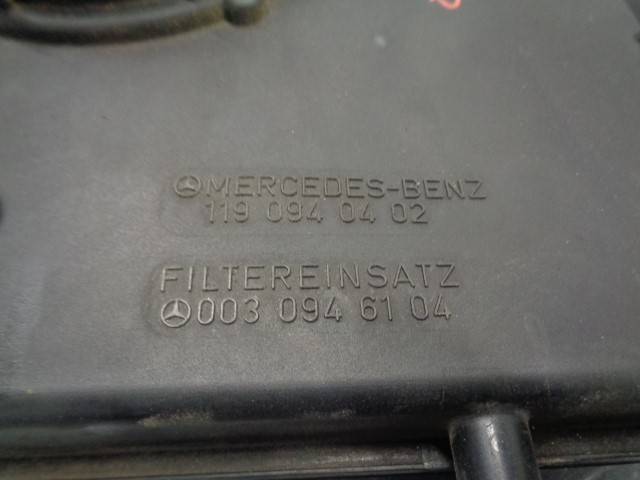 MERCEDES-BENZ
119 094 04 02
FILTEREINSATZ
003 094 61 04